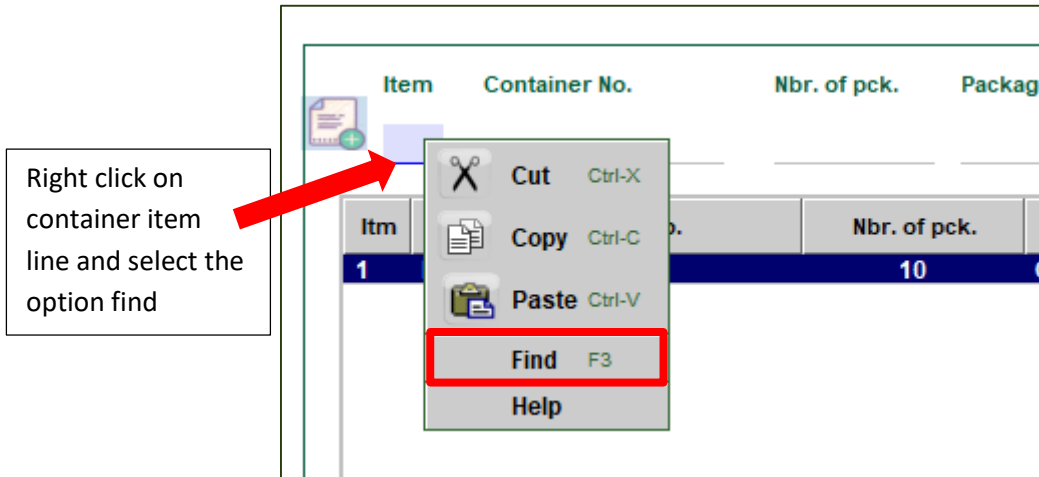 Item Container No. Nbr. of pck. Packag
Right click on
container item
line and select the
option find
Cut Ctrl-X
Copy Ctrl-C
Paste Ctrl-V
Find F3
Help
Itm Nbr. of pck.
1 10